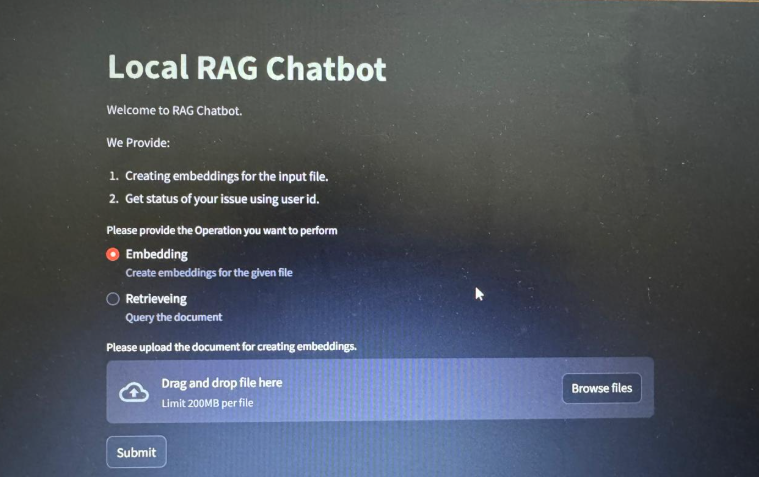 Local RAG Chatbot
Welcome to RAG Chatbot.
We Provide:
1. Creating embeddings for the input file.
2. Get status of your issue using user id.
Please provide the Operation you want to perform
Embedding
Create embeddings for the given file
Retrieveing
Query the document
Please upload the document for creating embeddings.
Drag and drop file here
Limit 200MB per file
Browse files
Submit